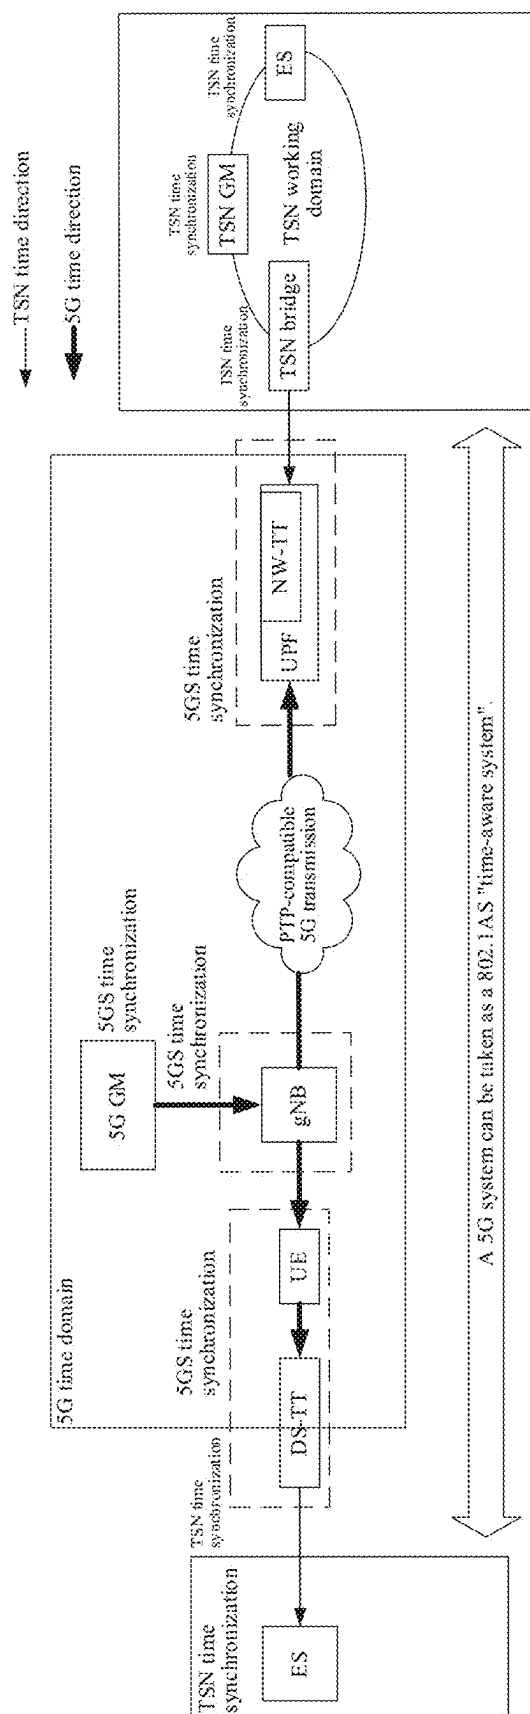 TSN time direction
5G time direction
TSN time
synchronization
ES
5G time domain
TSN time
synchronization
5GS time
synchronization
DS-TT
UE
5G GM
5GS time
synchronization
5GS time
synchronization
gNB
PTP-compatible
5G transmission
5GS time
synchronization
UPF
NW-TT
TSN time
synchronization
TSN bridge
TSN time
synchronization
TSN GM
TSN time
synchronization
ES
TSN working
domain
A 5G system can be taken as a 802.1AS "time-aware system".